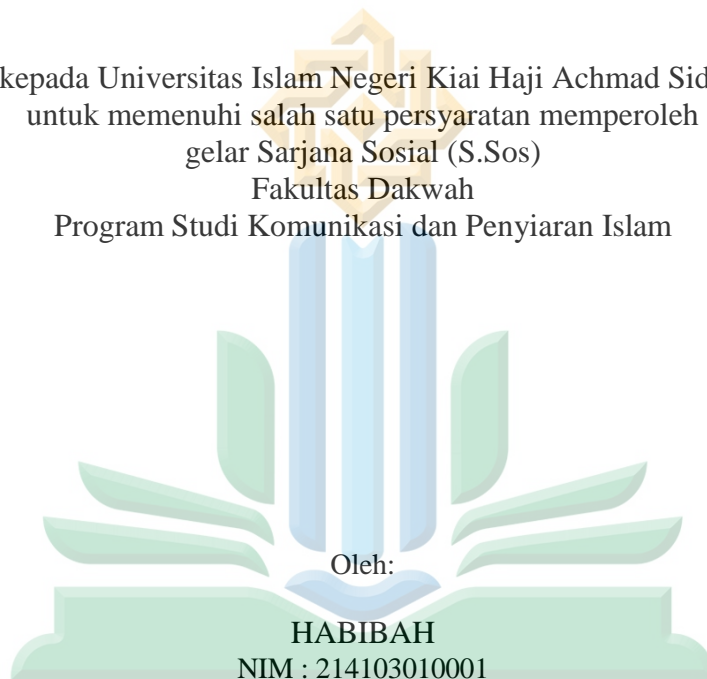 kepada Universitas Islam Negeri Kiai Haji Achmad Sid
untuk memenuhi salah satu persyaratan memperoleh
gelar Sarjana Sosial (S.Sos)
Fakultas Dakwah
Program Studi Komunikasi dan Penyiaran Islam
Oleh:
HABIBAH
NIM : 214103010001